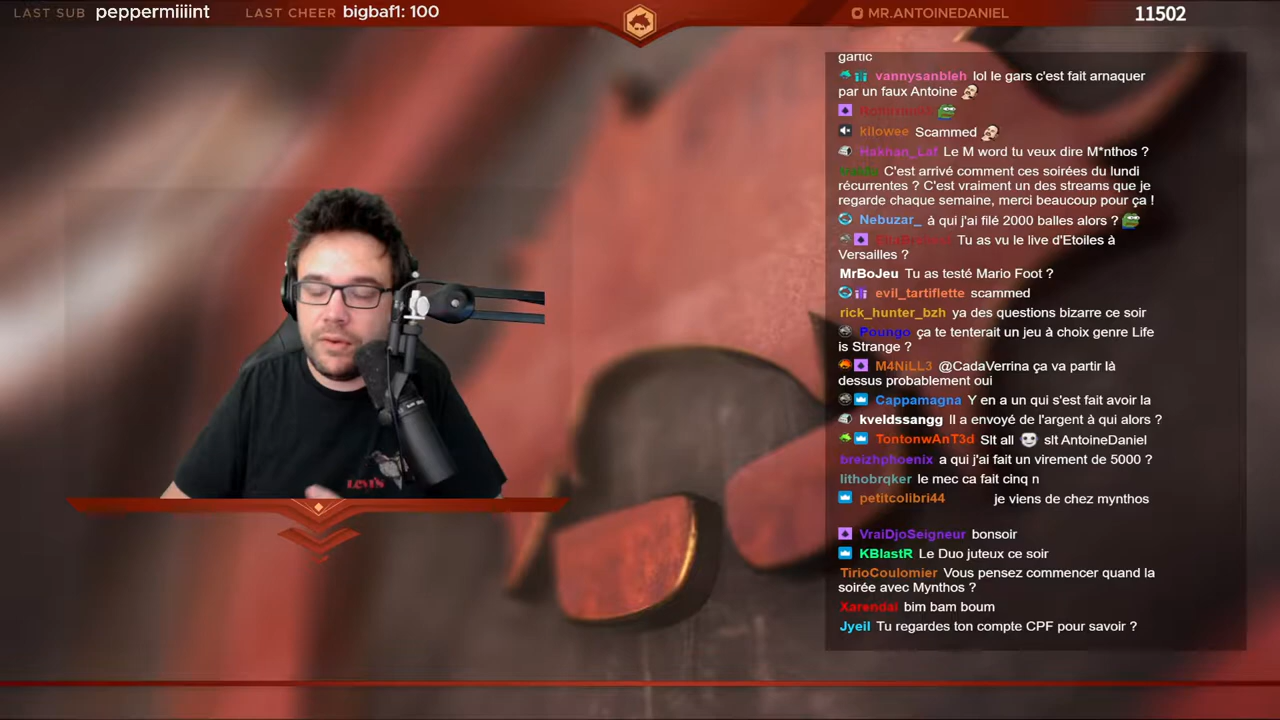 LAST SUB peppermiiiint LAST CHEER bigbaf1: 100 MR.ANTOINEDANIEL 11502
gartic
vannysanbleh lol le gars c'est fait arnaquer
par un faux Antoine
kllowee Scammed
Haknan_Laf Le M word tu veux dire M*nthos ?
C'est arrivé comment ces soirées du lundi
récurrentes ? C'est vraiment un des streams que je
regarde chaque semaine, merci beaucoup pour ça !
Nebuzar_ à qui j'ai filé 2000 balles alors ?
Tu as vu le live d'Etoiles à
Versailles ?
MrBoJeu Tu as testé Mario Foot ?
evil_tartiflette scammed
rick_hunter_bzh ya des questions bizarre ce soir
Poungo ça te tenterait un jeu à choix genre Life
is Strange ?
M4NiLL3 @CadaVerrina ça va partir là
dessus probablement oui
Cappamagna Y en a un qui s'est fait avoir la
kveldssangg Il a envoyé de l'argent à qui alors ?
TontonwAnT3d Slt all slt AntoineDaniel
breizhphoenix a qui j'ai fait un virement de 5000 ?
lithobrqker le mec ca fait cinq n
petitcolibri44 je viens de chez mynthos
VraiDjoSeigneur bonsoir
KBlastR Le Duo juteux ce soir
TirioCoulomier Vous pensez commencer quand la
soirée avec Mynthos ?
Xarendal bim bam boum
Jyeil Tu regardes ton compte CPF pour savoir ?
Levi's